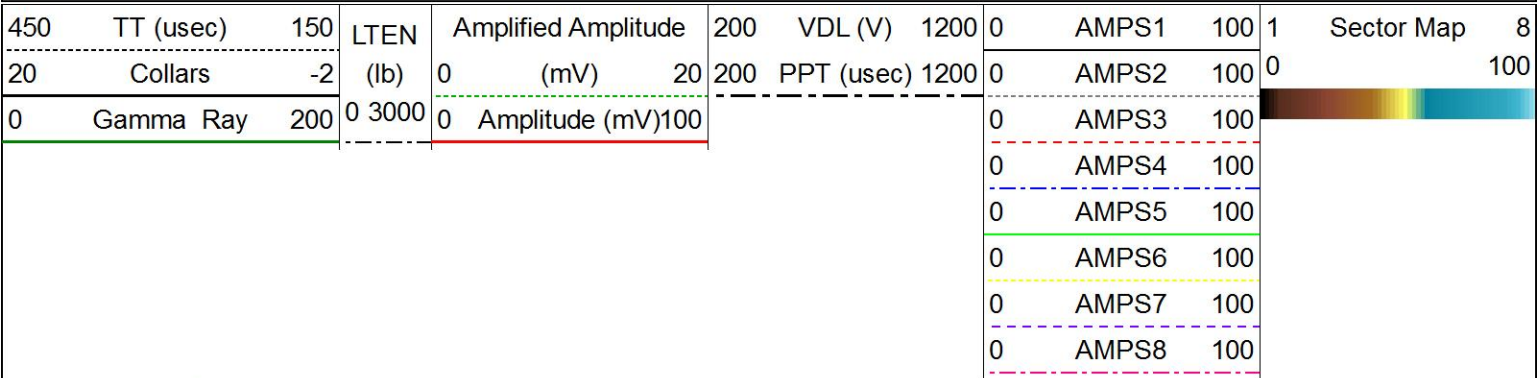 450 TT (usec) 150
20 Collars -2
0 Gamma Ray 200
LTEN
(lb)
0 3000
Amplified Amplitude
0 (mV) 20
0 Amplitude (mV)100
200 VDL (V) 1200
200 PPT (usec) 1200
0 AMPS1 100
0 AMPS2 100
0 AMPS3 100
0 AMPS4 100
0 AMPS5 100
0 AMPS6 100
0 AMPS7 100
0 AMPS8 100
1 Sector Map 8
0 100